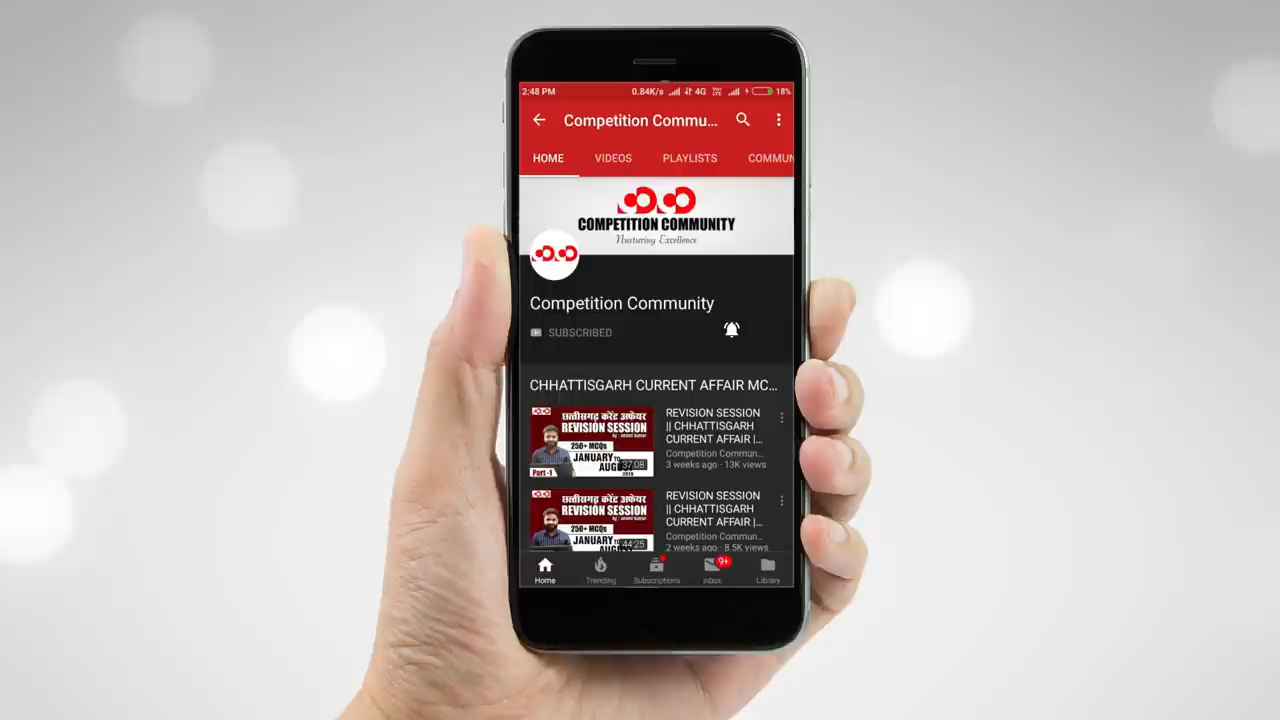 2:48 PM 0.84K/s 4G 18%
Competition Commu...
HOME VIDEOS PLAYLISTS COMMUN
COMPETITION COMMUNITY
Nurturing Excellence
Competition Community
SUBSCRIBED
CHHATTISGARH CURRENT AFFAIR MC...
छत्तीसगढ़ करेंट अफेयर
REVISION SESSION
250+ MCQs
JANUARY TO
AUGUST
Part -1
37:08
REVISION SESSION
|| CHHATTISGARH
CURRENT AFFAIR |...
Competition Commun...
3 weeks ago · 13K views
छत्तीसगढ़ करेंट अफेयर
REVISION SESSION
250+ MCQs
JANUARY TO
44:25
REVISION SESSION
|| CHHATTISGARH
CURRENT AFFAIR |...
Competition Commun...
2 weeks ago · 8.5K views
9+
Home Trending Subscriptions Inbox Library